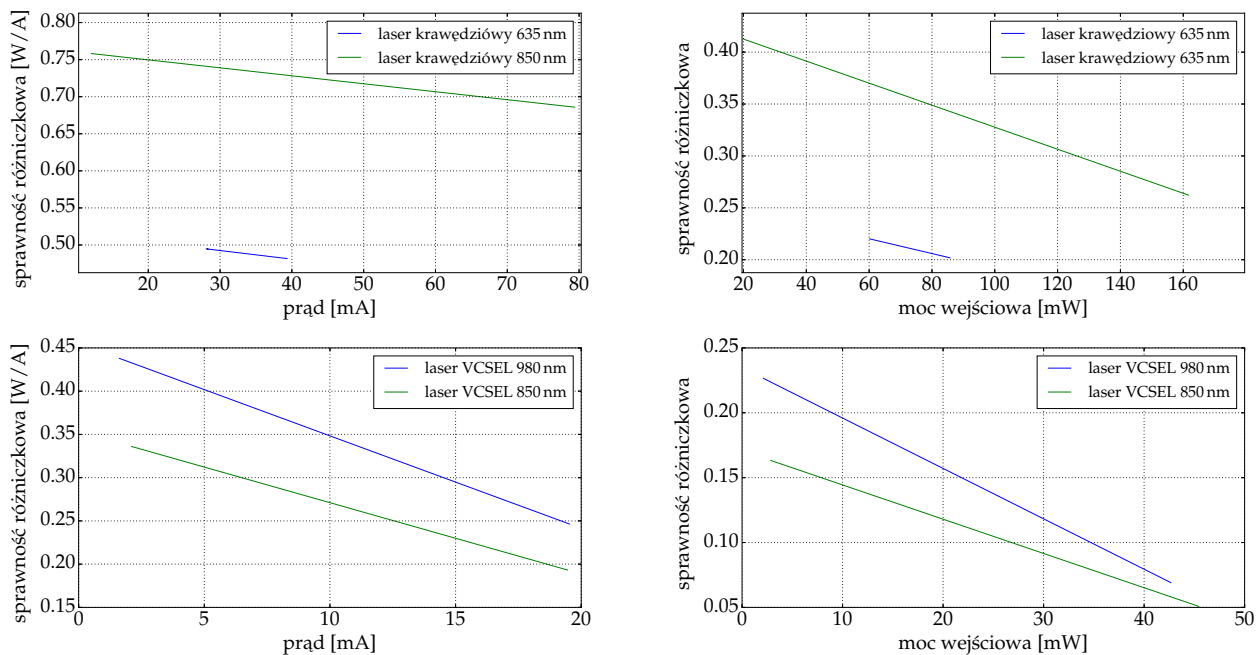 sprawność różniczkowa [W / A]
0.80
0.75
0.70
0.65
0.60
0.55
0.50
laser krawędziówy 635 nm
laser krawędziówy 850 nm
20 30 40 50 60 70 80
prąd [mA]
sprawność różniczkowa
0.40
0.35
0.30
0.25
0.20
laser krawędziowy 635 nm
laser krawędziowy 635 nm
20 40 60 80 100 120 140 160
moc wejściowa [mW]
sprawność różniczkowa [W / A]
0.45
0.40
0.35
0.30
0.25
0.20
0.15
laser VCSEL 980 nm
laser VCSEL 850 nm
0 5 10 15 20
prąd [mA]
sprawność różniczkowa
0.25
0.20
0.15
0.10
0.05
laser VCSEL 980 nm
laser VCSEL 850 nm
0 10 20 30 40 50
moc wejściowa [mW]